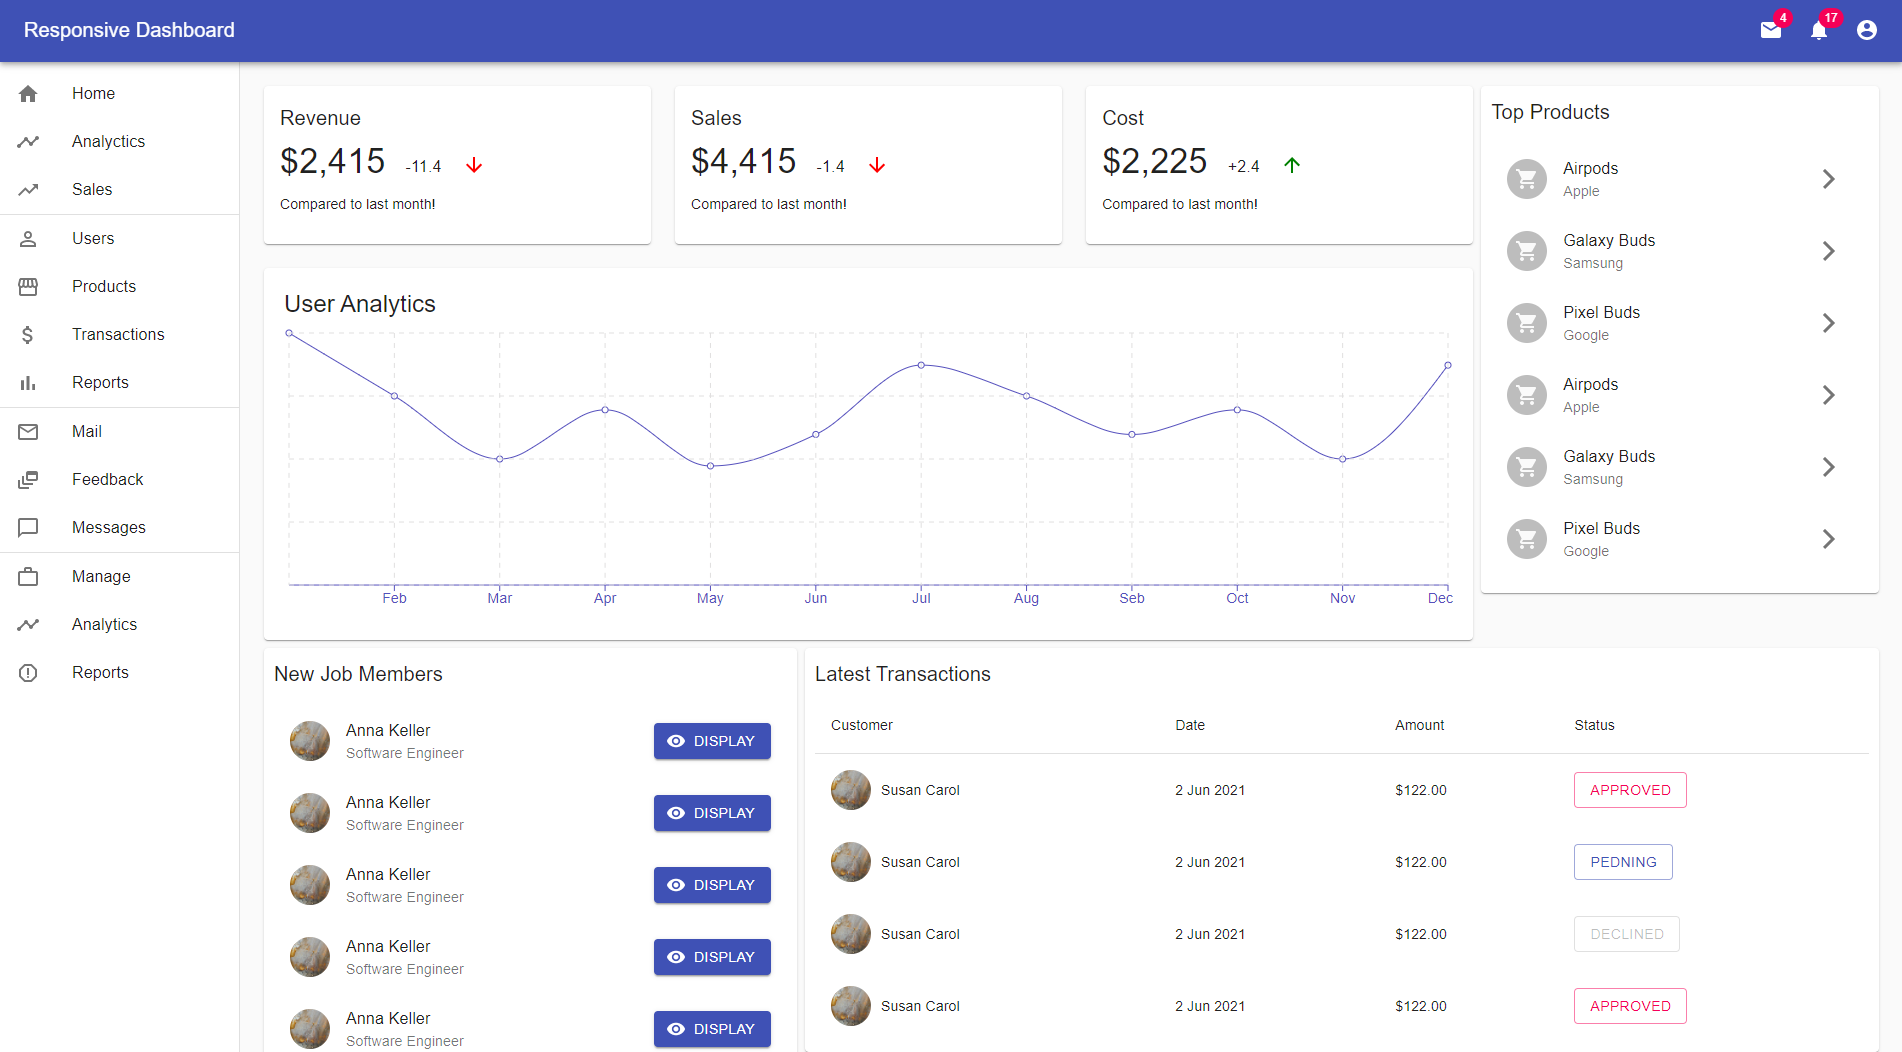 Responsive Dashboard
4
17
Home
Analyctics
Sales
Users
Products
Transactions
Reports
Mail
Feedback
Messages
Manage
Analytics
Reports
Revenue
$2,415 -11.4
Compared to last month!
Sales
$4,415 -1.4
Compared to last month!
Cost
$2,225 +2.4
Compared to last month!
User Analytics
Feb Mar Apr May Jun Jul Aug Seb Oct Nov Dec
Top Products
Airpods
Apple
Galaxy Buds
Samsung
Pixel Buds
Google
Airpods
Apple
Galaxy Buds
Samsung
Pixel Buds
Google
New Job Members
Anna Keller
Software Engineer
DISPLAY
Anna Keller
Software Engineer
DISPLAY
Anna Keller
Software Engineer
DISPLAY
Anna Keller
Software Engineer
DISPLAY
Anna Keller
Software Engineer
DISPLAY
Latest Transactions
Customer Date Amount Status
Susan Carol 2 Jun 2021 $122.00 APPROVED
Susan Carol 2 Jun 2021 $122.00 PEDNING
Susan Carol 2 Jun 2021 $122.00 DECLINED
Susan Carol 2 Jun 2021 $122.00 APPROVED